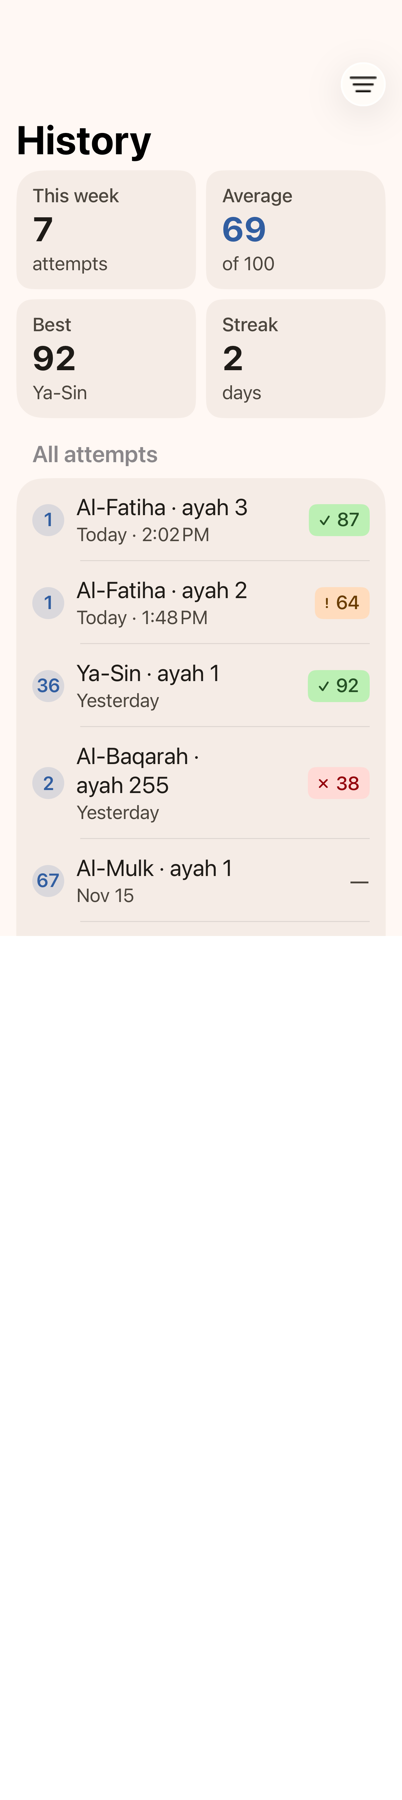 History
This week
7
attempts
Average
69
of 100
Best
92
Ya-Sin
Streak
2
days
All attempts
1
Al-Fatiha · ayah 3
Today · 2:02 PM
✓ 87
1
Al-Fatiha · ayah 2
Today · 1:48 PM
! 64
36
Ya-Sin · ayah 1
Yesterday
✓ 92
2
Al-Baqarah ·
ayah 255
Yesterday
✕ 38
67
Al-Mulk · ayah 1
Nov 15
—